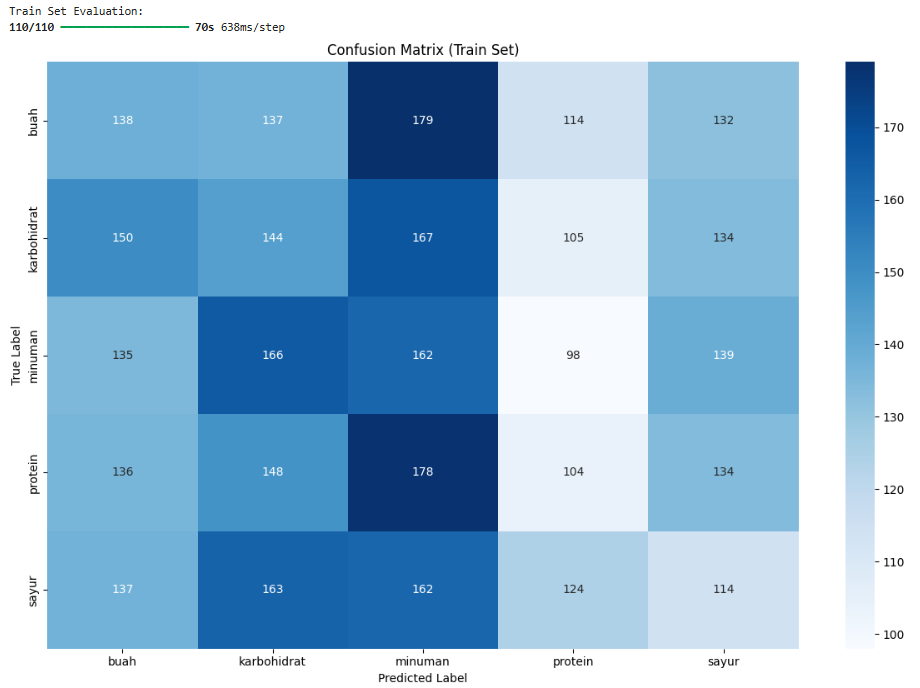 Train Set Evaluation:
110/110 ━━━━━━━━━━━━━━━━━━━━ 70s 638ms/step
Confusion Matrix (Train Set)
buah 138 137 179 114 132
karbohidrat 150 144 167 105 134
minuman 135 166 162 98 139
protein 136 148 178 104 134
sayur 137 163 162 124 114
True Label
buah karbohidrat minuman protein sayur
Predicted Label
170
160
150
140
130
120
110
100